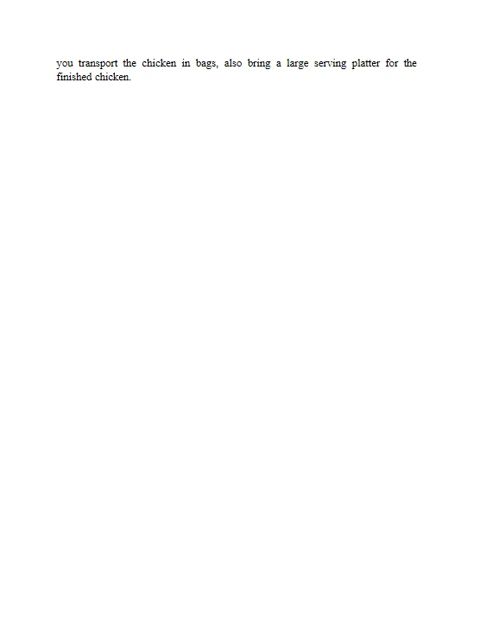 you transport the chicken in bags, also bring a large serving platter for the
finished chicken.